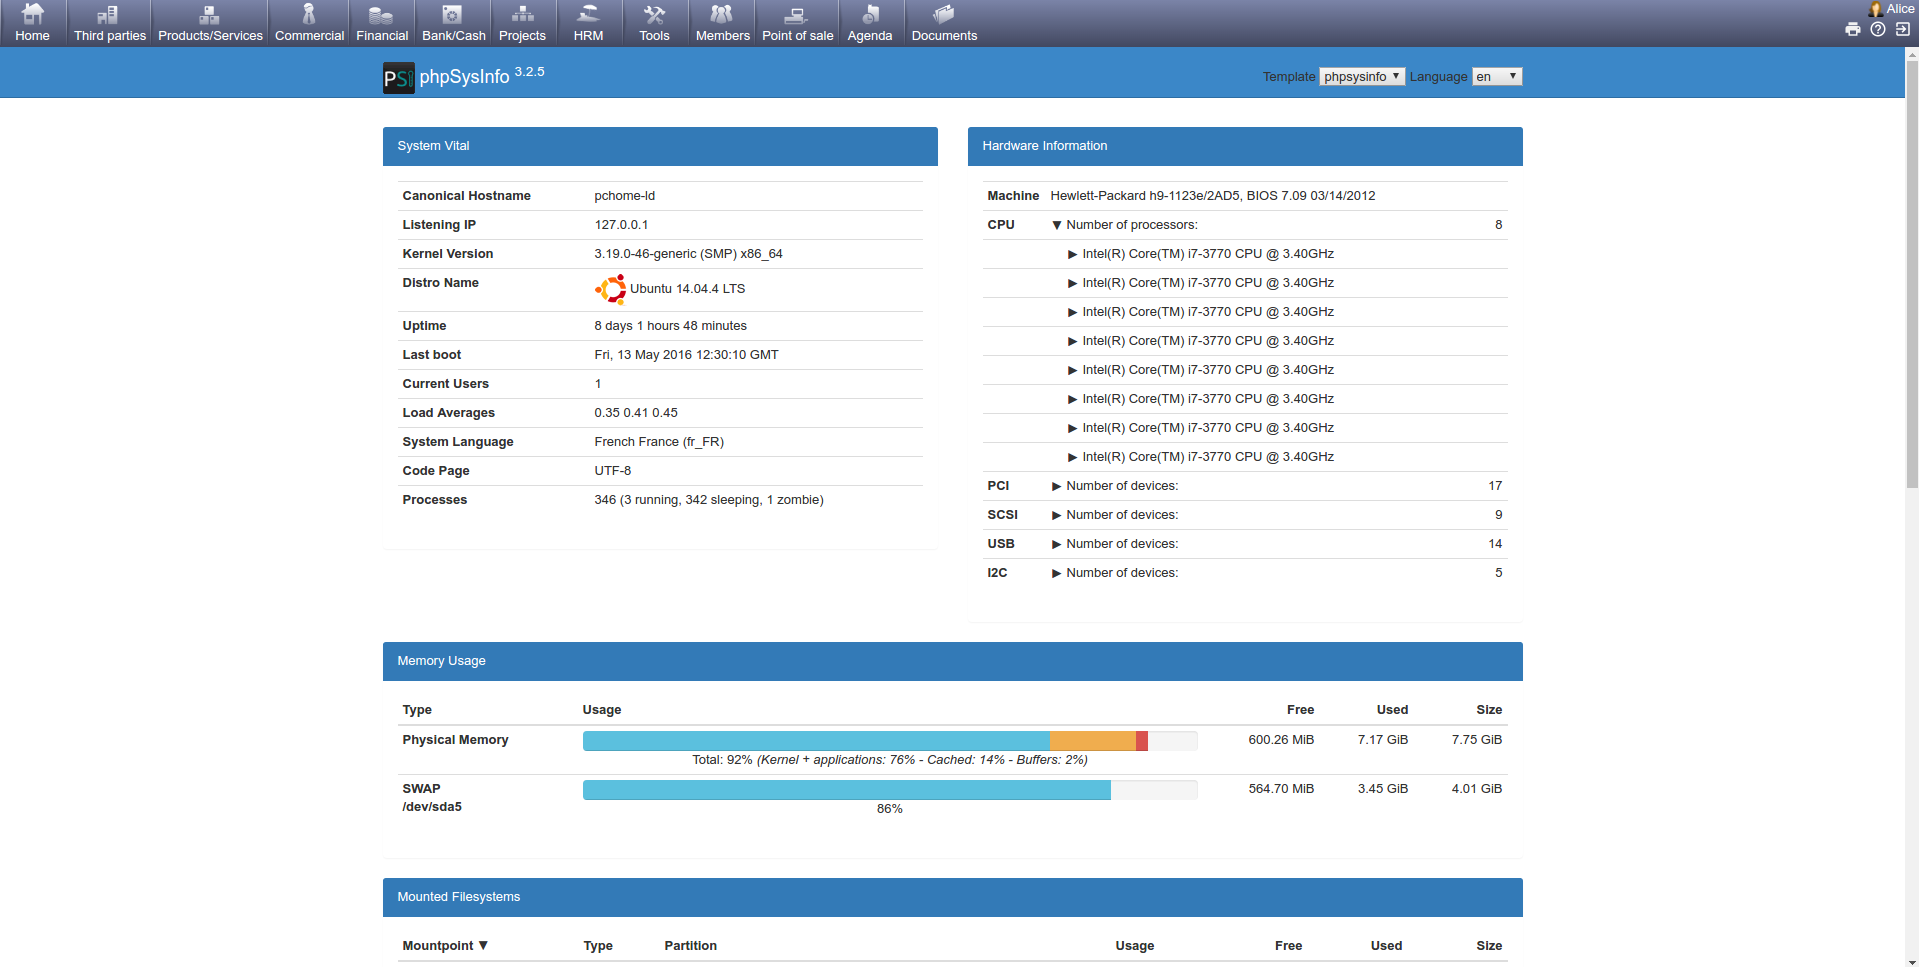 Home Third parties Products/Services Commercial Financial Bank/Cash Projects HRM Tools Members Point of sale Agenda Documents Alice
PSi phpSysInfo 3.2.5 Template phpsysinfo Language en
System Vital
Canonical Hostname pchome-ld
Listening IP 127.0.0.1
Kernel Version 3.19.0-46-generic (SMP) x86_64
Distro Name Ubuntu 14.04.4 LTS
Uptime 8 days 1 hours 48 minutes
Last boot Fri, 13 May 2016 12:30:10 GMT
Current Users 1
Load Averages 0.35 0.41 0.45
System Language French France (fr_FR)
Code Page UTF-8
Processes 346 (3 running, 342 sleeping, 1 zombie)
Hardware Information
Machine Hewlett-Packard h9-1123e/2AD5, BIOS 7.09 03/14/2012
CPU ▼ Number of processors: 8
▶ Intel(R) Core(TM) i7-3770 CPU @ 3.40GHz
▶ Intel(R) Core(TM) i7-3770 CPU @ 3.40GHz
▶ Intel(R) Core(TM) i7-3770 CPU @ 3.40GHz
▶ Intel(R) Core(TM) i7-3770 CPU @ 3.40GHz
▶ Intel(R) Core(TM) i7-3770 CPU @ 3.40GHz
▶ Intel(R) Core(TM) i7-3770 CPU @ 3.40GHz
▶ Intel(R) Core(TM) i7-3770 CPU @ 3.40GHz
▶ Intel(R) Core(TM) i7-3770 CPU @ 3.40GHz
PCI ▶ Number of devices: 17
SCSI ▶ Number of devices: 9
USB ▶ Number of devices: 14
I2C ▶ Number of devices: 5
Memory Usage
Type Usage Free Used Size
Physical Memory 600.26 MiB 7.17 GiB 7.75 GiB
Total: 92% (Kernel + applications: 76% - Cached: 14% - Buffers: 2%)
SWAP 564.70 MiB 3.45 GiB 4.01 GiB
/dev/sda5 86%
Mounted Filesystems
Mountpoint ▼ Type Partition Usage Free Used Size